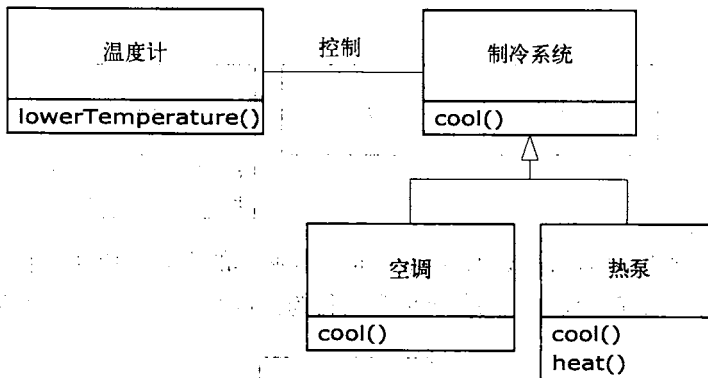 温度计
控制
制冷系统
lowerTemperature()
cool()
空调
热泵
cool()
cool()
heat()